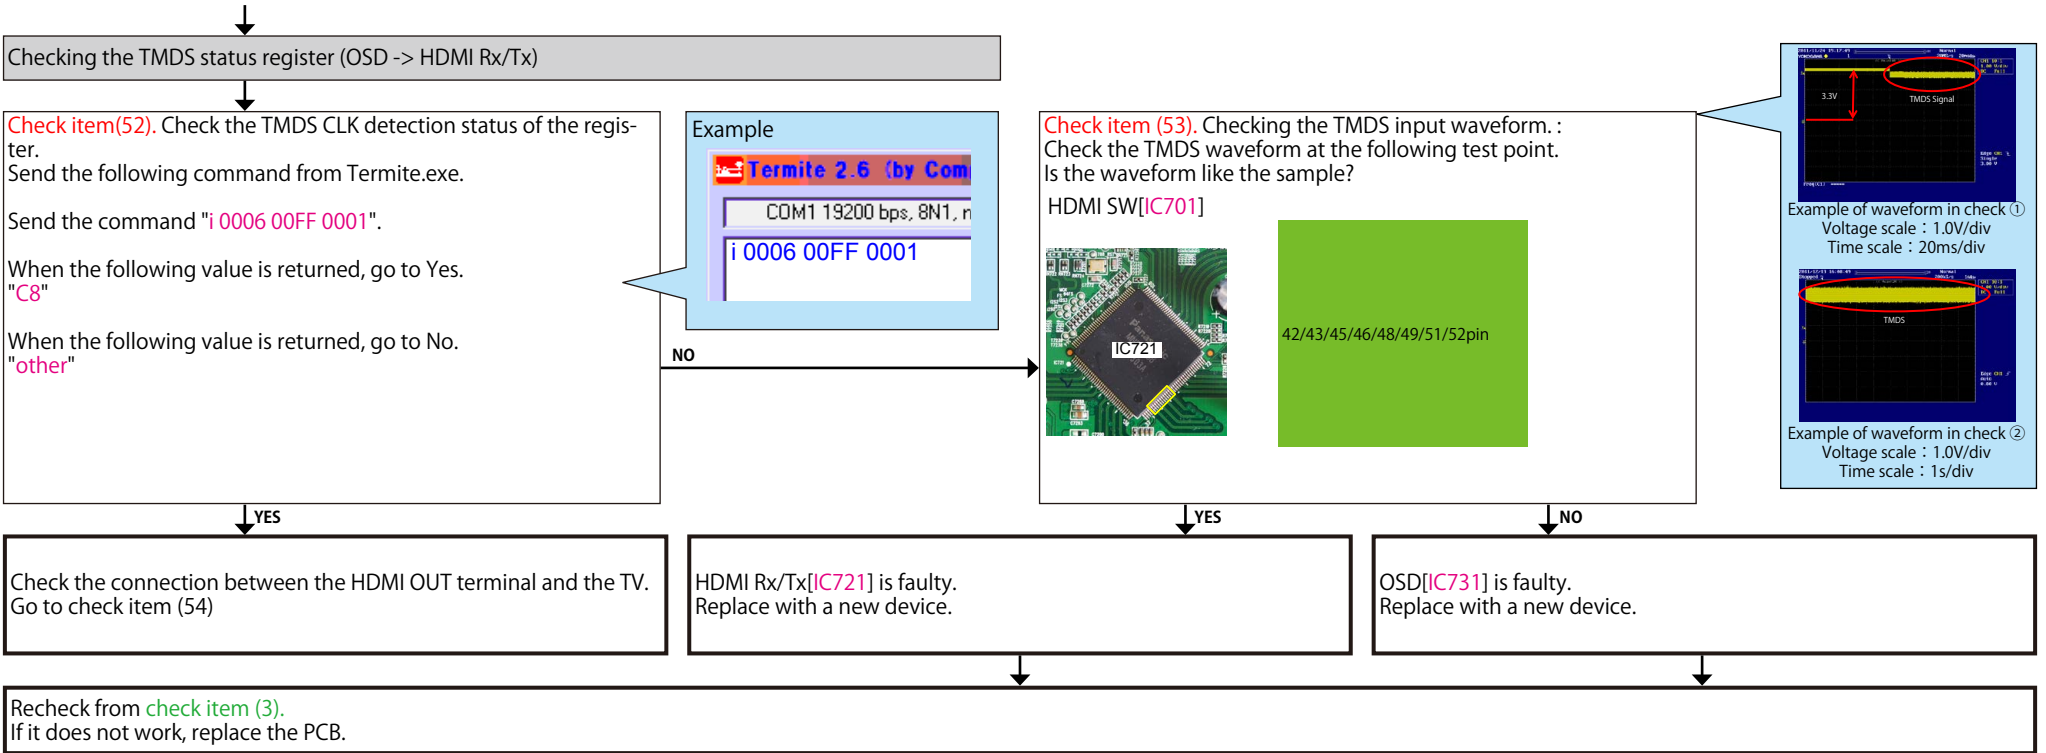 Checking the TMDS status register (OSD -> HDMI Rx/Tx)
Check item(52). Check the TMDS CLK detection status of the regis-
ter.
Send the following command from Termite.exe.
Send the command "i 0006 00FF 0001".
When the following value is returned, go to Yes.
"C8"
When the following value is returned, go to No.
"other"
Example
Termite 2.6 (by Com
COM1 19200 bps, 8N1, n
i 0006 00FF 0001
NO
Check item (53). Checking the TMDS input waveform. :
Check the TMDS waveform at the following test point.
Is the waveform like the sample?
HDMI SW[IC701]
IC721
42/43/45/46/48/49/51/52pin
3.3V
TMDS Signal
Example of waveform in check ①
Voltage scale：1.0V/div
Time scale：20ms/div
TMDS
Example of waveform in check ②
Voltage scale：1.0V/div
Time scale：1s/div
YES
YES
NO
Check the connection between the HDMI OUT terminal and the TV.
Go to check item (54)
HDMI Rx/Tx[IC721] is faulty.
Replace with a new device.
OSD[IC731] is faulty.
Replace with a new device.
Recheck from check item (3).
If it does not work, replace the PCB.